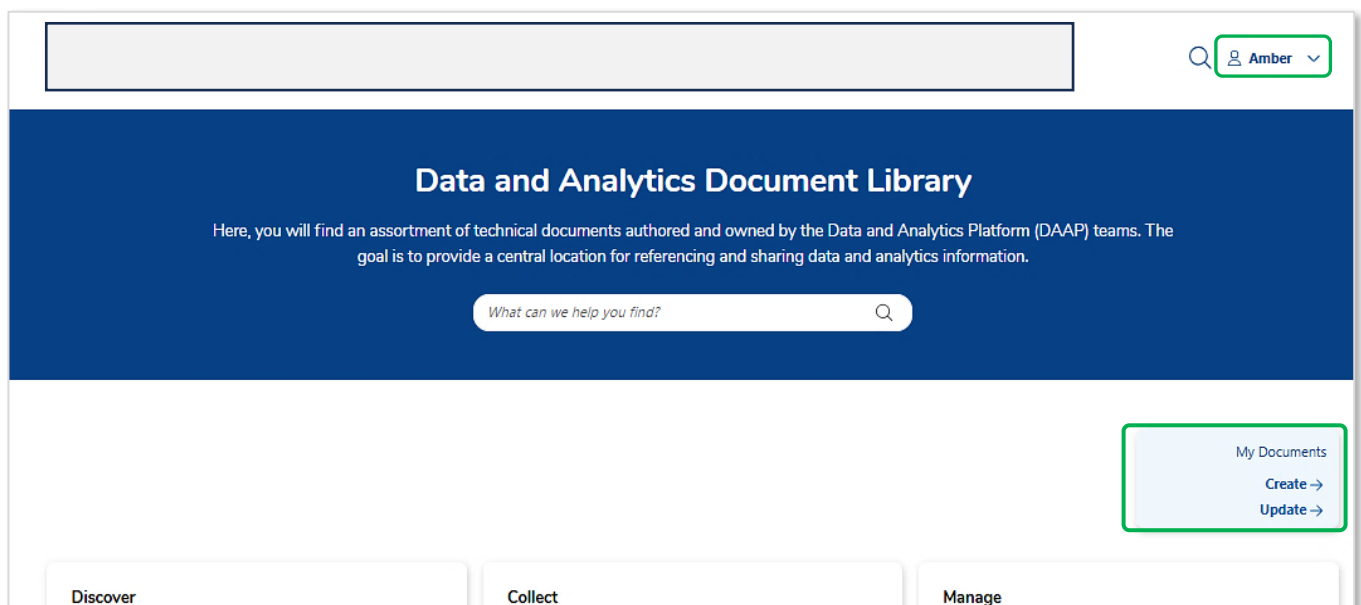 Amber
Data and Analytics Document Library
Here, you will find an assortment of technical documents authored and owned by the Data and Analytics Platform (DAAP) teams. The
goal is to provide a central location for referencing and sharing data and analytics information.
What can we help you find?
My Documents
Create →
Update →
Discover
Collect
Manage